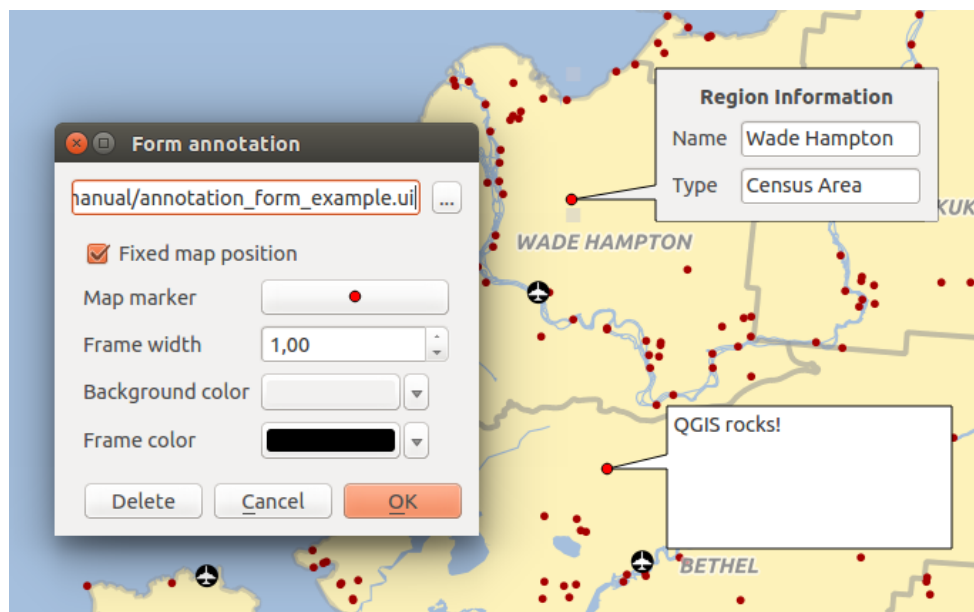 Form annotation
nanual/annotation_form_example.ui
...
Fixed map position
Map marker
Frame width
1,00
Background color
Frame color
Delete
Cancel
OK
Region Information
Name
Wade Hampton
Type
Census Area
KUK
WADE HAMPTON
QGIS rocks!
BETHEL